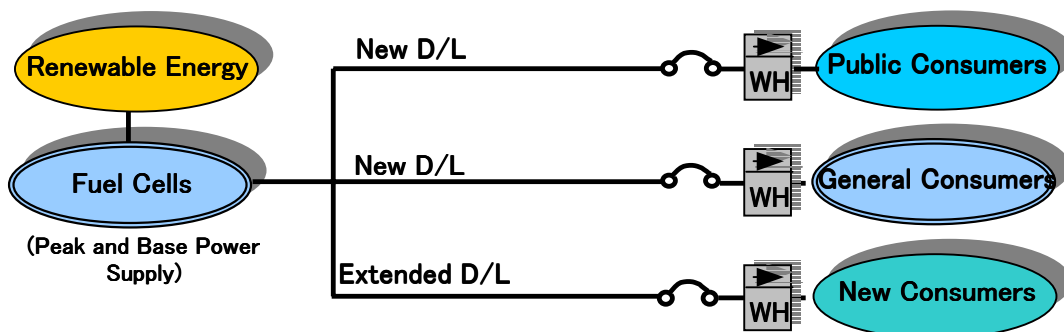 New D/L
Renewable Energy
Public Consumers
WH
New D/L
Fuel Cells
General Consumers
WH
(Peak and Base Power
Supply)
Extended D/L
New Consumers
WH